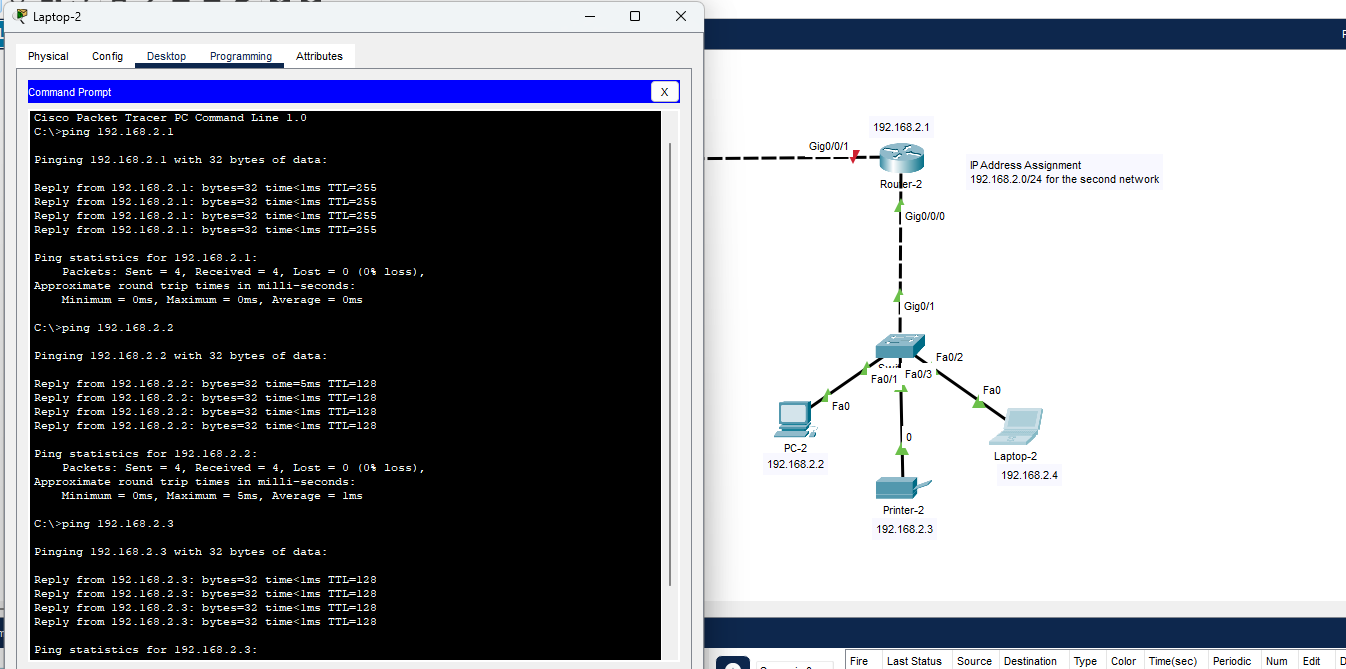 Laptop-2
Physical
Config
Desktop
Programming
Attributes
Command Prompt
X
Cisco Packet Tracer PC Command Line 1.0
C:\>ping 192.168.2.1
Pinging 192.168.2.1 with 32 bytes of data:
Reply from 192.168.2.1: bytes=32 time<1ms TTL=255
Reply from 192.168.2.1: bytes=32 time<1ms TTL=255
Reply from 192.168.2.1: bytes=32 time<1ms TTL=255
Reply from 192.168.2.1: bytes=32 time<1ms TTL=255
Ping statistics for 192.168.2.1:
Packets: Sent = 4, Received = 4, Lost = 0 (0% loss),
Approximate round trip times in milli-seconds:
Minimum = 0ms, Maximum = 0ms, Average = 0ms
C:\>ping 192.168.2.2
Pinging 192.168.2.2 with 32 bytes of data:
Reply from 192.168.2.2: bytes=32 time=5ms TTL=128
Reply from 192.168.2.2: bytes=32 time<1ms TTL=128
Reply from 192.168.2.2: bytes=32 time<1ms TTL=128
Reply from 192.168.2.2: bytes=32 time<1ms TTL=128
Ping statistics for 192.168.2.2:
Packets: Sent = 4, Received = 4, Lost = 0 (0% loss),
Approximate round trip times in milli-seconds:
Minimum = 0ms, Maximum = 5ms, Average = 1ms
C:\>ping 192.168.2.3
Pinging 192.168.2.3 with 32 bytes of data:
Reply from 192.168.2.3: bytes=32 time<1ms TTL=128
Reply from 192.168.2.3: bytes=32 time<1ms TTL=128
Reply from 192.168.2.3: bytes=32 time<1ms TTL=128
Reply from 192.168.2.3: bytes=32 time<1ms TTL=128
Ping statistics for 192.168.2.3:
192.168.2.1
Gig0/0/1
Router-2
IP Address Assignment
192.168.2.0/24 for the second network
Gig0/0/0
Gig0/1
Fa0/2
Fa0/3
Fa0/1
Fa0
Fa0
0
PC-2
192.168.2.2
Laptop-2
192.168.2.4
Printer-2
192.168.2.3
Fire
Last Status
Source
Destination
Type
Color
Time(sec)
Periodic
Num
Edit